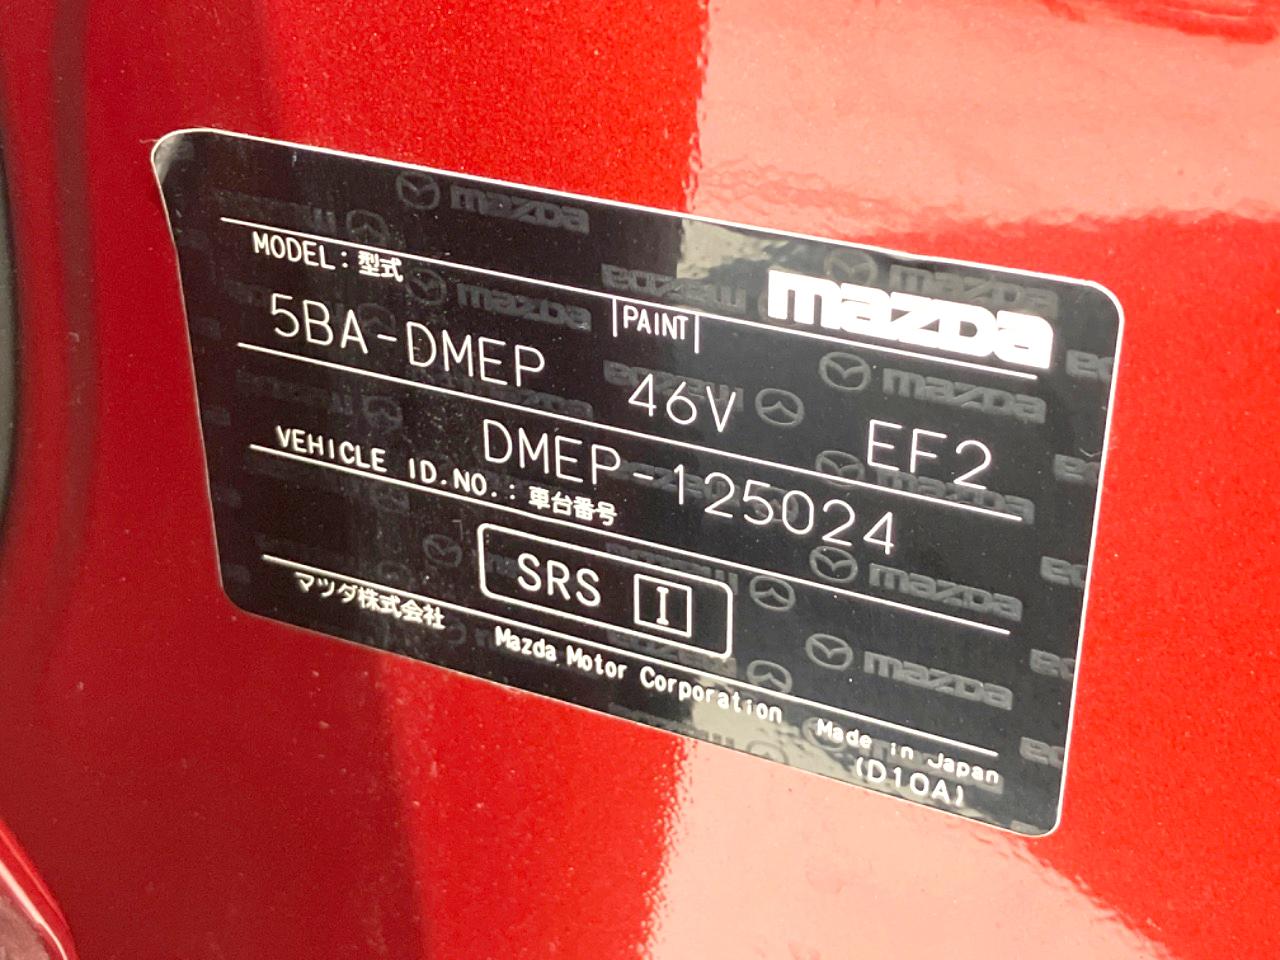 mazda
MODEL: 型式
PAINT
5BA-DMEP 46V EF2
DMEP-125024
VEHICLE ID.NO.: 車台番号
SRS I
マツダ株式会社 Mazda Motor Corporation Made in Japan
(D10A)